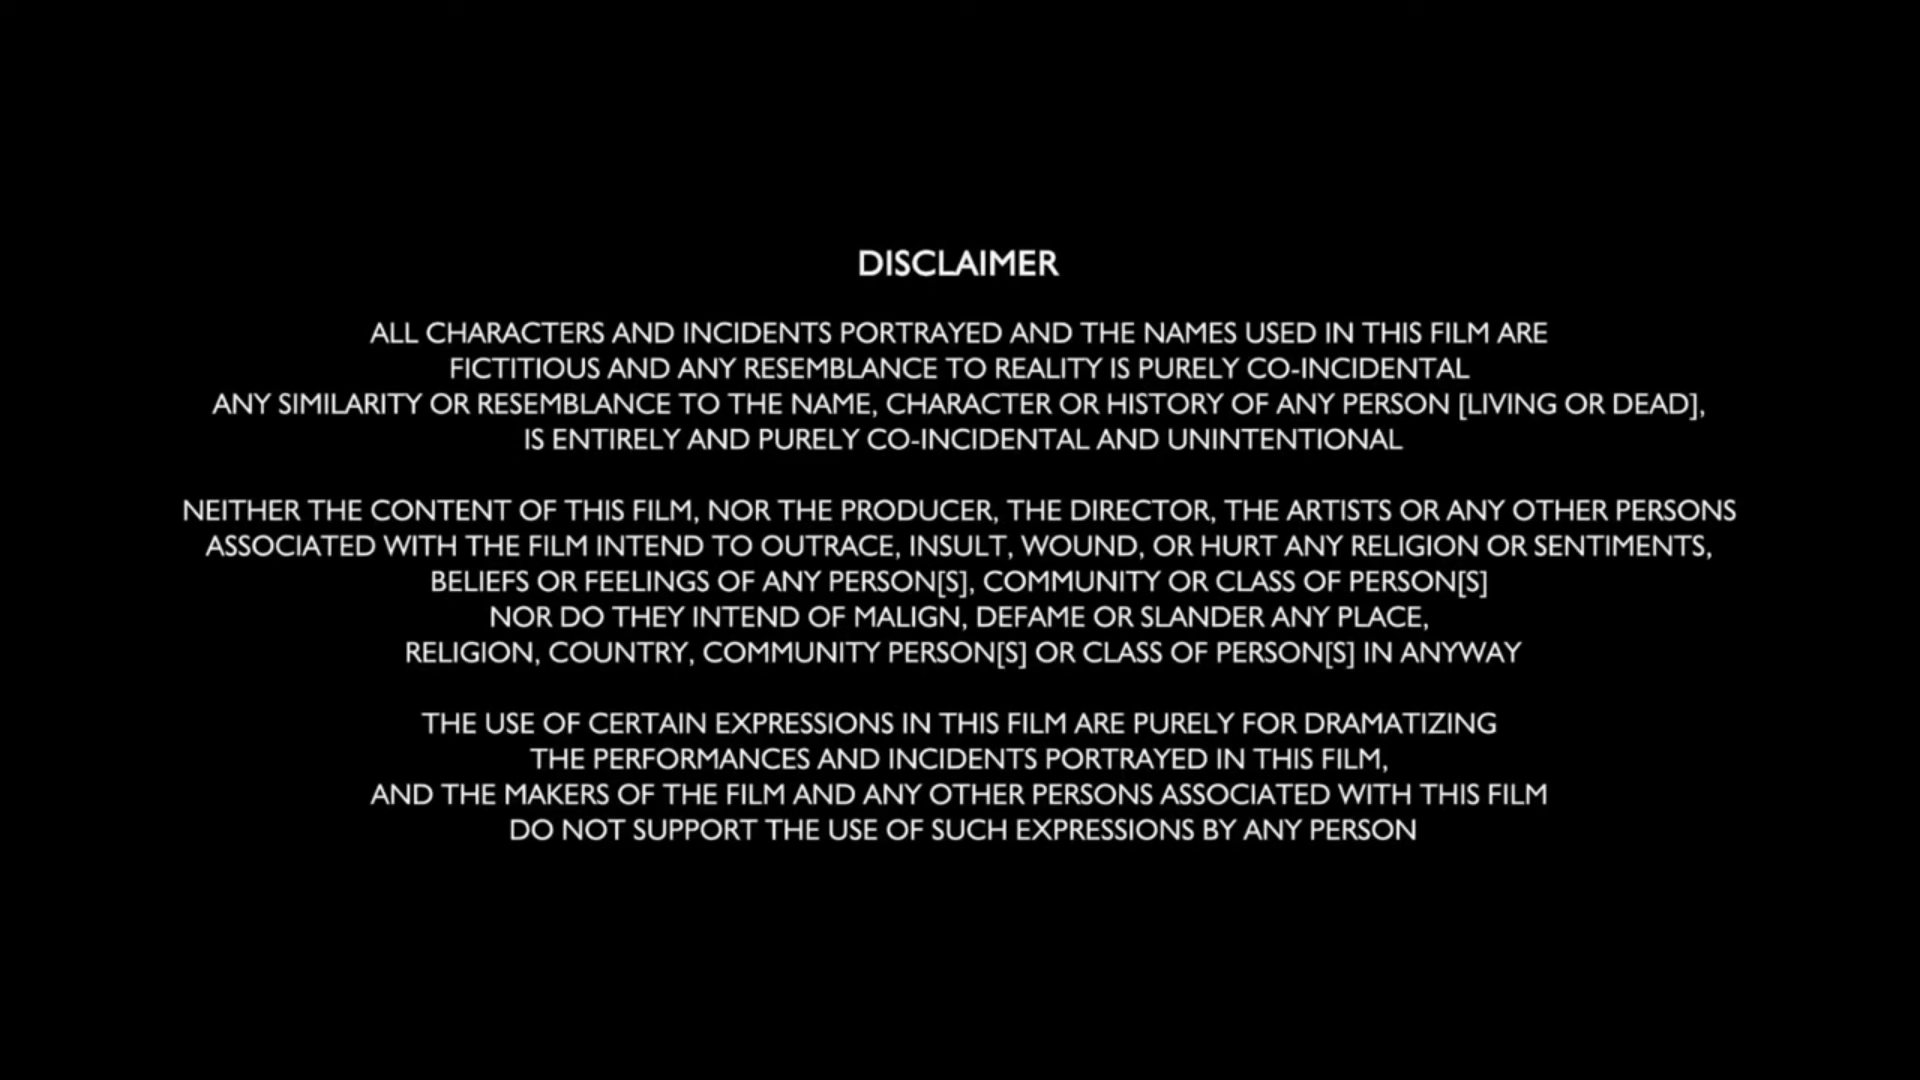 DISCLAIMER
ALL CHARACTERS AND INCIDENTS PORTRAYED AND THE NAMES USED IN THIS FILM ARE
FICTITIOUS AND ANY RESEMBLANCE TO REALITY IS PURELY CO-INCIDENTAL
ANY SIMILARITY OR RESEMBLANCE TO THE NAME, CHARACTER OR HISTORY OF ANY PERSON [LIVING OR DEAD],
IS ENTIRELY AND PURELY CO-INCIDENTAL AND UNINTENTIONAL
NEITHER THE CONTENT OF THIS FILM, NOR THE PRODUCER, THE DIRECTOR, THE ARTISTS OR ANY OTHER PERSONS
ASSOCIATED WITH THE FILM INTEND TO OUTRACE, INSULT, WOUND, OR HURT ANY RELIGION OR SENTIMENTS,
BELIEFS OR FEELINGS OF ANY PERSON[S], COMMUNITY OR CLASS OF PERSON[S]
NOR DO THEY INTEND OF MALIGN, DEFAME OR SLANDER ANY PLACE,
RELIGION, COUNTRY, COMMUNITY PERSON[S] OR CLASS OF PERSON[S] IN ANYWAY
THE USE OF CERTAIN EXPRESSIONS IN THIS FILM ARE PURELY FOR DRAMATIZING
THE PERFORMANCES AND INCIDENTS PORTRAYED IN THIS FILM,
AND THE MAKERS OF THE FILM AND ANY OTHER PERSONS ASSOCIATED WITH THIS FILM
DO NOT SUPPORT THE USE OF SUCH EXPRESSIONS BY ANY PERSON